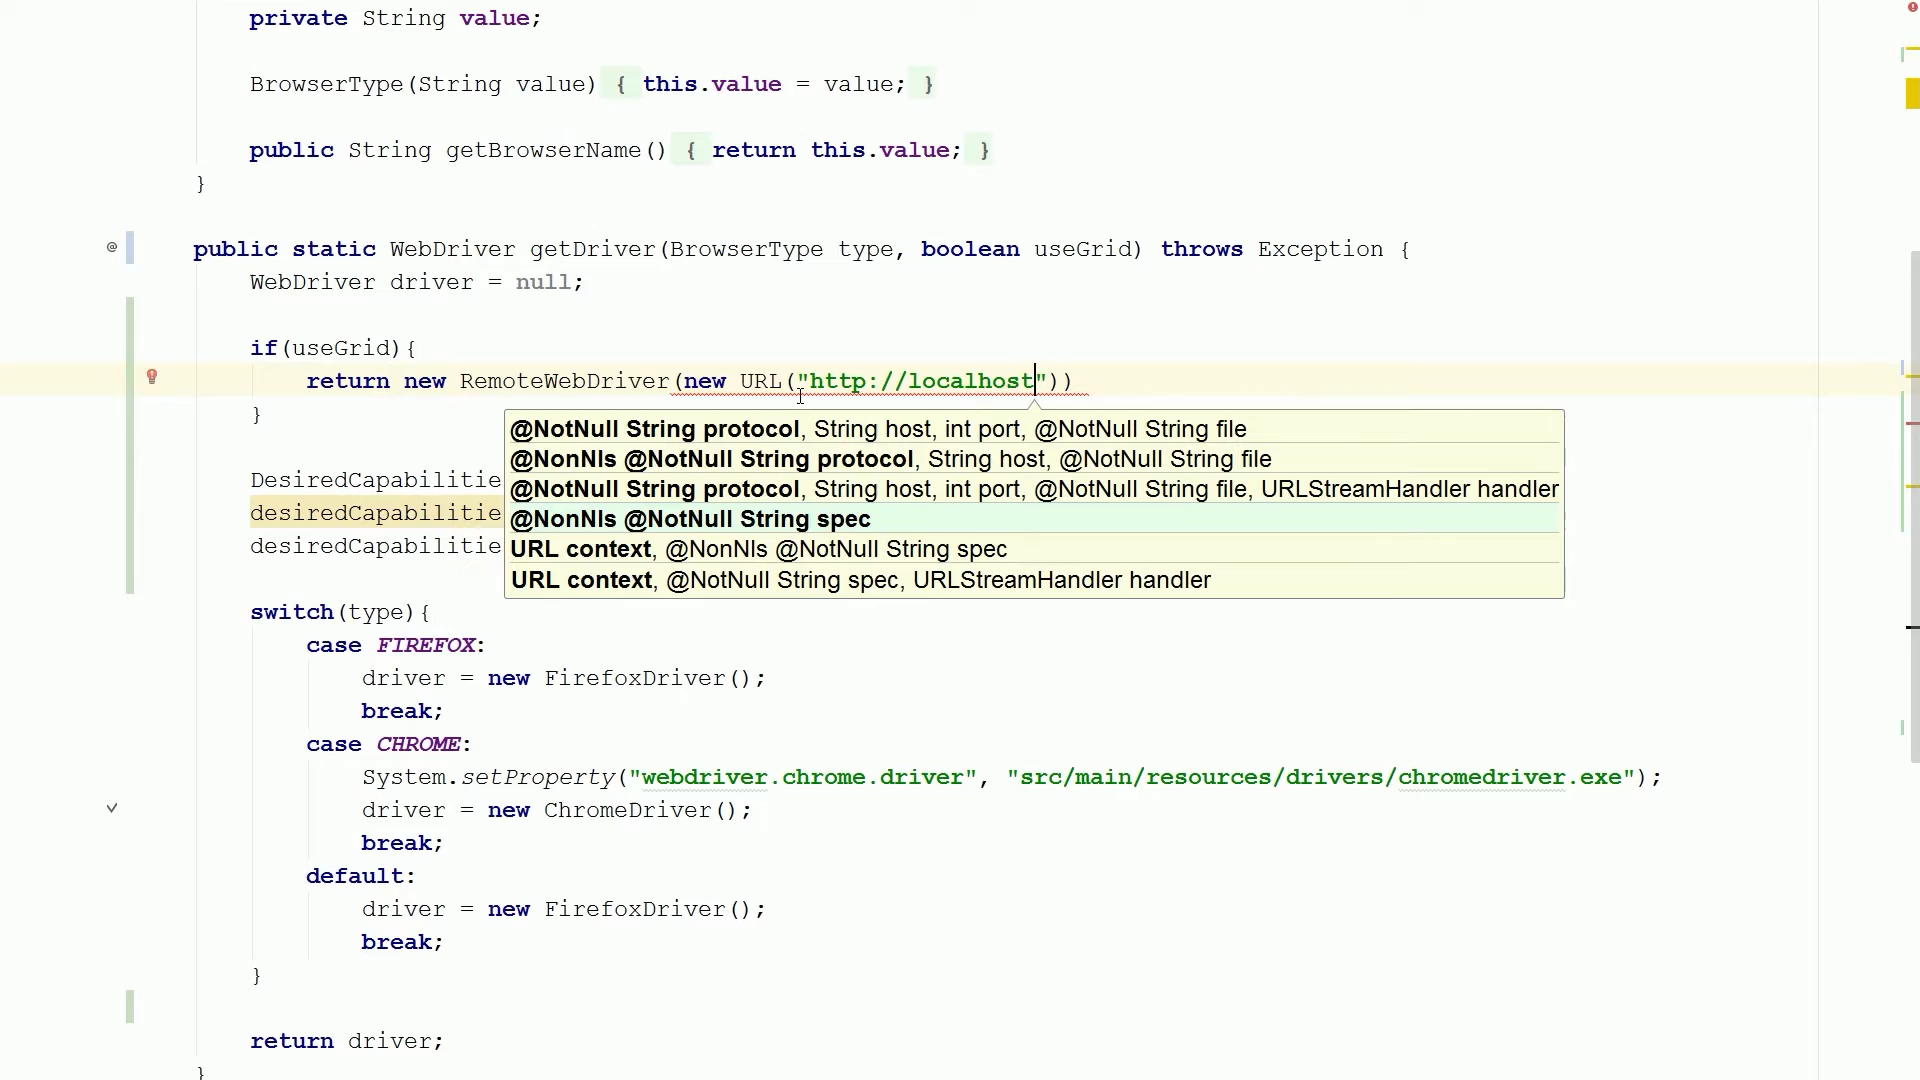 private String value;
BrowserType(String value) { this.value = value; }
public String getBrowserName() { return this.value; }
}
@ public static WebDriver getDriver(BrowserType type, boolean useGrid) throws Exception {
WebDriver driver = null;
if(useGrid){
return new RemoteWebDriver(new URL("http://localhost"))
}
@NotNull String protocol, String host, int port, @NotNull String file
@NonNls @NotNull String protocol, String host, @NotNull String file
DesiredCapabilitie @NotNull String protocol, String host, int port, @NotNull String file, URLStreamHandler handler
desiredCapabilitie @NonNls @NotNull String spec
desiredCapabilitie URL context, @NonNls @NotNull String spec
URL context, @NotNull String spec, URLStreamHandler handler
switch(type){
case FIREFOX:
driver = new FirefoxDriver();
break;
case CHROME:
System.setProperty("webdriver.chrome.driver", "src/main/resources/drivers/chromedriver.exe");
driver = new ChromeDriver();
break;
default:
driver = new FirefoxDriver();
break;
}
return driver;
}